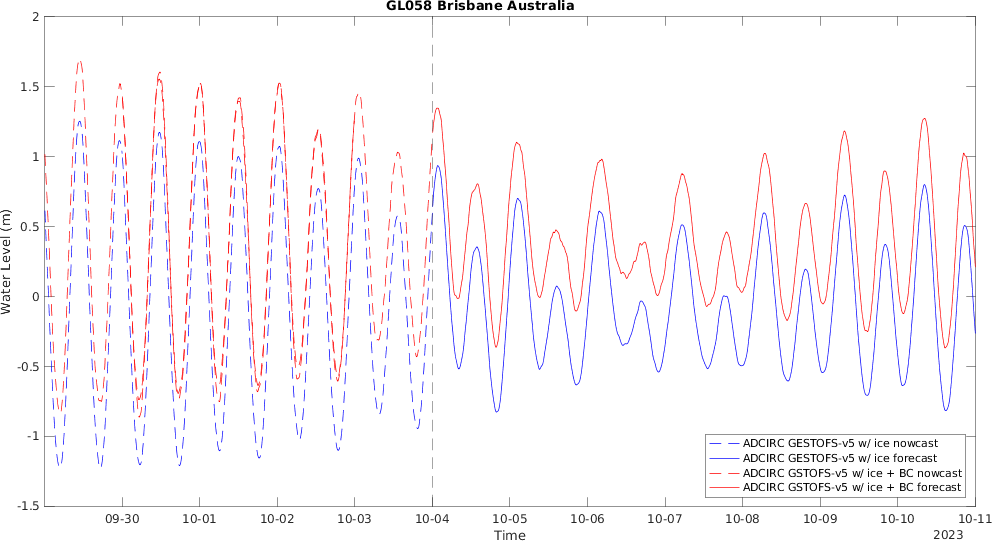 GL058 Brisbane Australia
2
1.5
1
0.5
0
-0.5
-1
-1.5
Water Level (m)
ADCIRC GESTOFS-v5 w/ ice nowcast
ADCIRC GESTOFS-v5 w/ ice forecast
ADCIRC GSTOFS-v5 w/ ice + BC nowcast
ADCIRC GSTOFS-v5 w/ ice + BC forecast
09-30 10-01 10-02 10-03 10-04 10-05 10-06 10-07 10-08 10-09 10-10 10-11
Time
2023